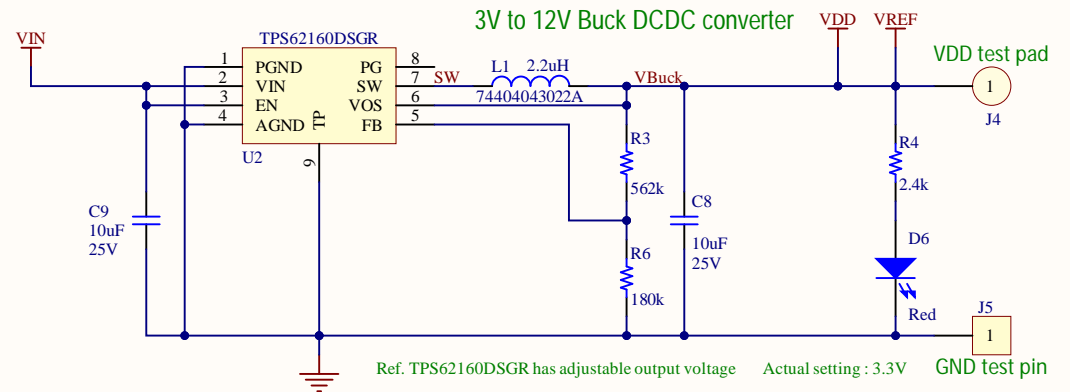 3V to 12V Buck DCDC converter
VIN
VDD
VREF
TPS62160DSGR
VDD test pad
1
PGND
PG
8
2
VIN
SW
7
SW
L1
2.2uH
VBuck
1
3
EN
VOS
6
74404043022A
4
AGND
FB
5
J4
TP
U2
9
R3
562k
R4
2.4k
C9
10uF
25V
C8
10uF
25V
D6
R6
180k
Red
J5
1
Ref. TPS62160DSGR has adjustable output voltage
Actual setting : 3.3V
GND test pin